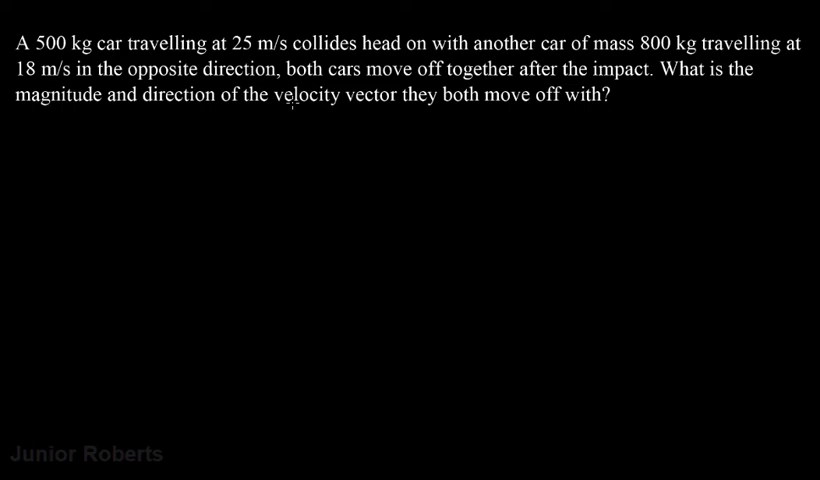 A 500 kg car travelling at 25 m/s collides head on with another car of mass 800 kg travelling at
18 m/s in the opposite direction, both cars move off together after the impact. What is the
magnitude and direction of the velocity vector they both move off with?
Junior Roberts